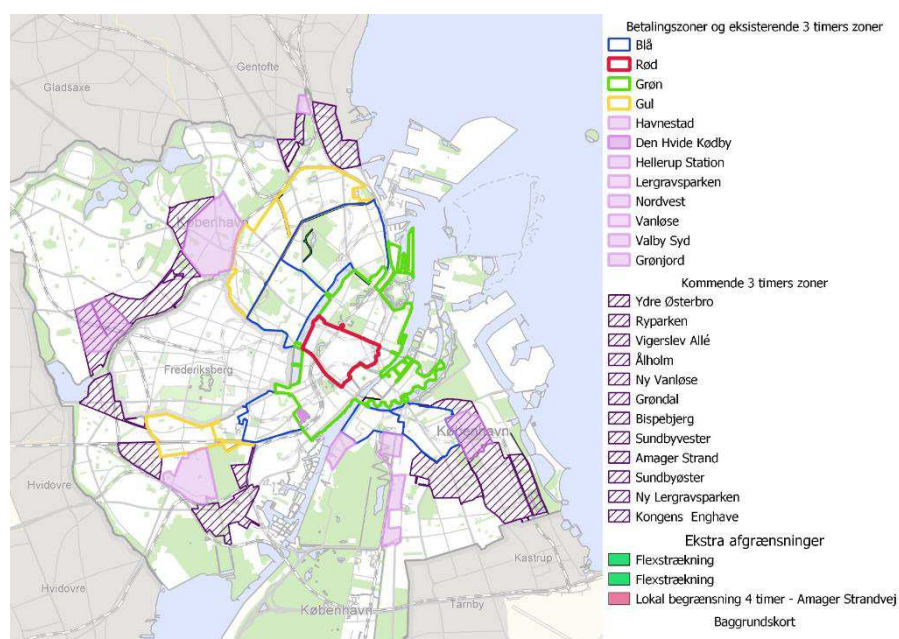 Gentofte
Gladsaxe
København
Frederiksberg
København
Hvidovre
Hvidovre
København
Kastrup
Tårnby
Betalingszoner og eksisterende 3 timers zoner
Blå
Rød
Grøn
Gul
Havnestad
Den Hvide Kødby
Hellerup Station
Lergravsparken
Nordvest
Vanløse
Valby Syd
Grønjord
Kommende 3 timers zoner
Ydre Østerbro
Ryparken
Vigerslev Allé
Ålholm
Ny Vanløse
Grøndal
Bispebjerg
Sundbyvester
Amager Strand
Sundbyøster
Ny Lergravsparken
Kongens Enghave
Ekstra afgrænsninger
Flexstrækning
Flexstrækning
Lokal begrænsning 4 timer - Amager Strandvej
Baggrundskort